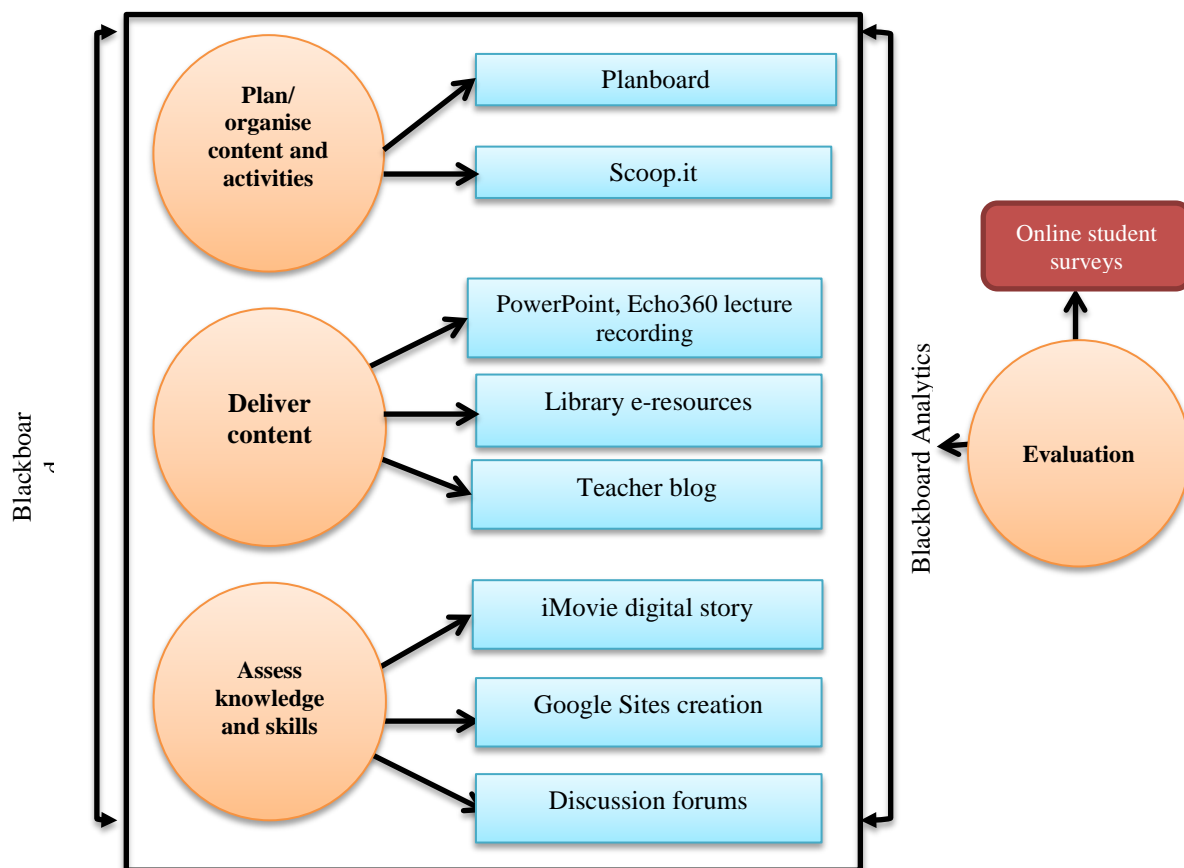 Plan/
organise
content and
activities
Planboard
Scoop.it
Deliver
content
PowerPoint, Echo360 lecture
recording
Library e-resources
Teacher blog
Assess
knowledge
and skills
iMovie digital story
Google Sites creation
Discussion forums
Blackboar
d
Blackboard Analytics
Online student
surveys
Evaluation